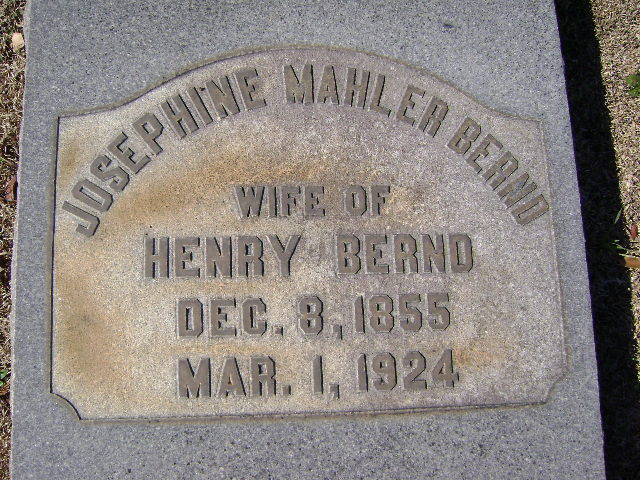 JOSEPHINE MAHLER BERND
WIFE OF
HENRY BERND
DEC. 8, 1855
MAR. 1, 1924.